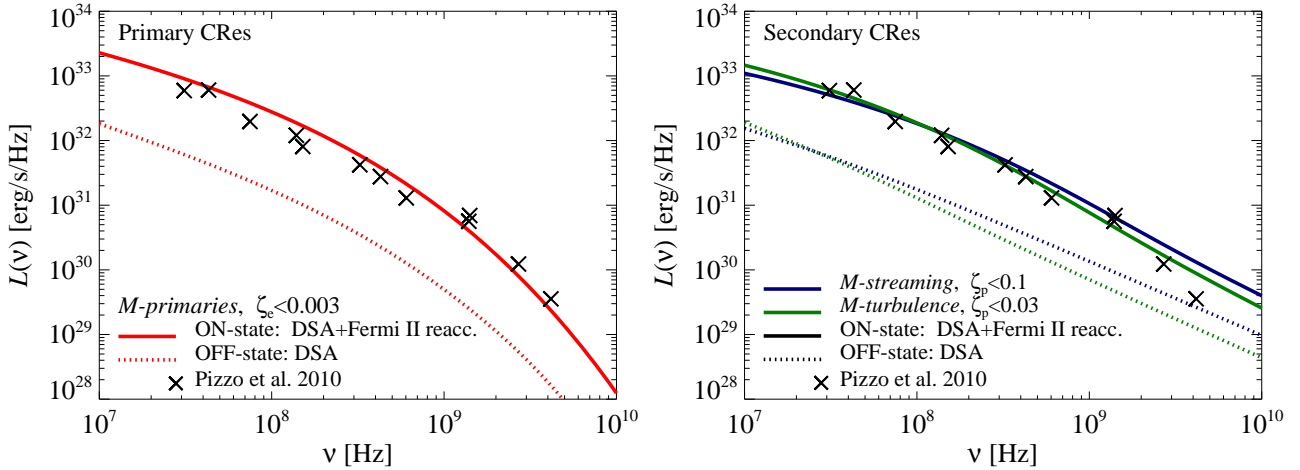 Primary CRes
10^34
10^33
10^32
10^31
10^30
10^29
10^28
L(ν) [erg/s/Hz]
M-primaries, ζ_e<0.003
ON-state: DSA+Fermi II reacc.
OFF-state: DSA
Pizzo et al. 2010
10^7
10^8
10^9
10^10
ν [Hz]
Secondary CRes
10^34
10^33
10^32
10^31
10^30
10^29
10^28
L(ν) [erg/s/Hz]
M-streaming, ζ_p<0.1
M-turbulence, ζ_p<0.03
ON-state: DSA+Fermi II reacc.
OFF-state: DSA
Pizzo et al. 2010
10^7
10^8
10^9
10^10
ν [Hz]